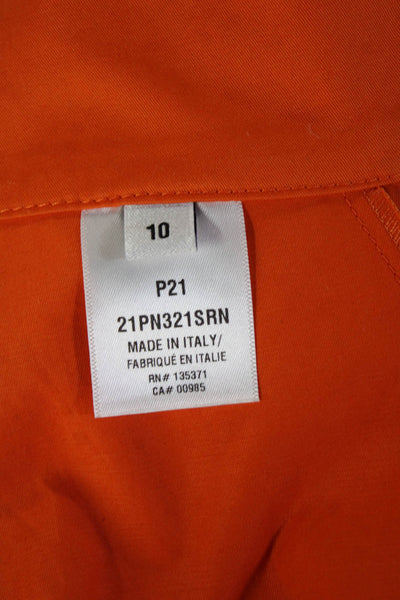 10
P21
21PN321SRN
MADE IN ITALY/
FABRIQUÉ EN ITALIE
RN# 135371
CA# 00985